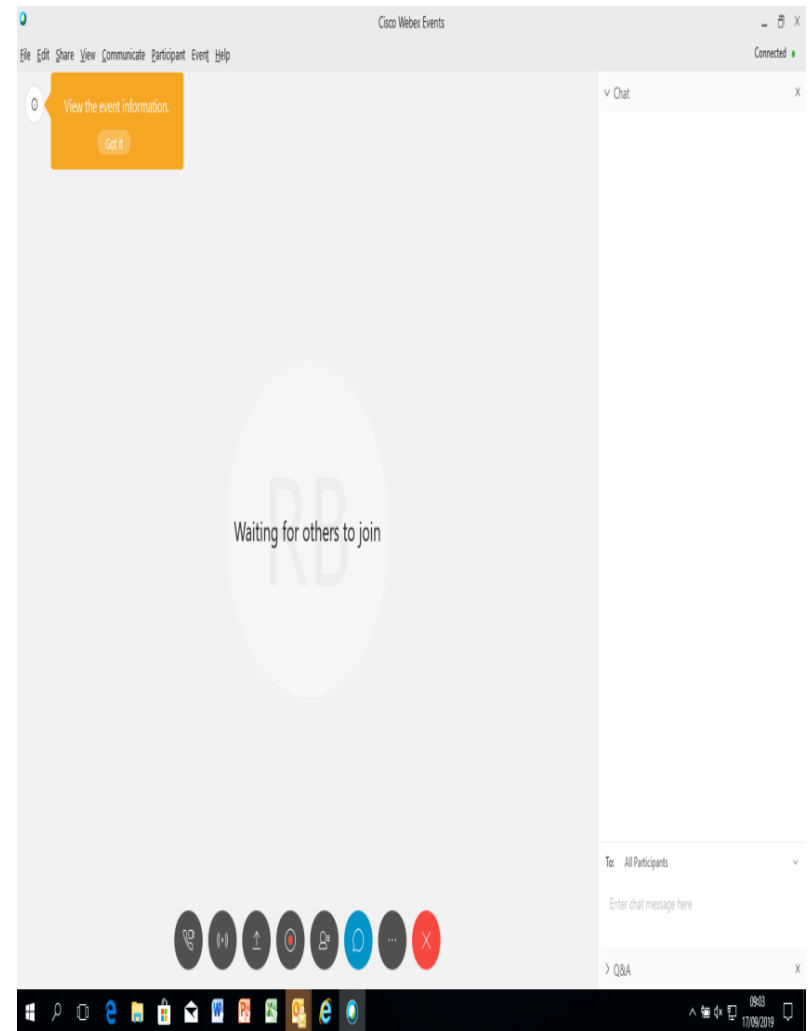 Cisco Webex Events
File Edit Share View Communicate Participant Event Help
Connected
View the event information.
Got it
Chat
RB
Waiting for others to join
To: All Participants
Enter chat message here
Q&A
09:03
17/09/2019